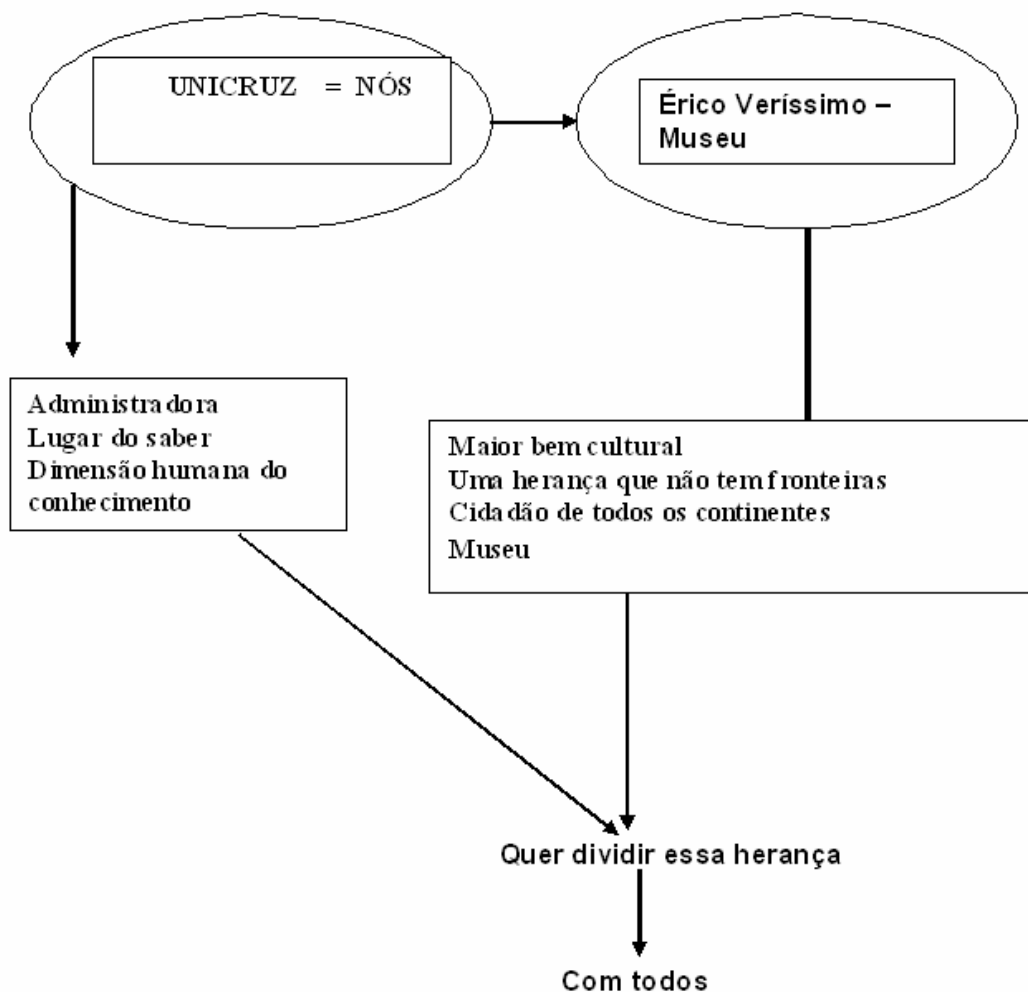 UNICRUZ = NÓS
Érico Veríssimo –
Museu
Administradora
Lugar do saber
Dimensão humana do
conhecimento
Maior bem cultural
Uma herança que não tem fronteiras
Cidadão de todos os continentes
Museu
Quer dividir essa herança
Com todos